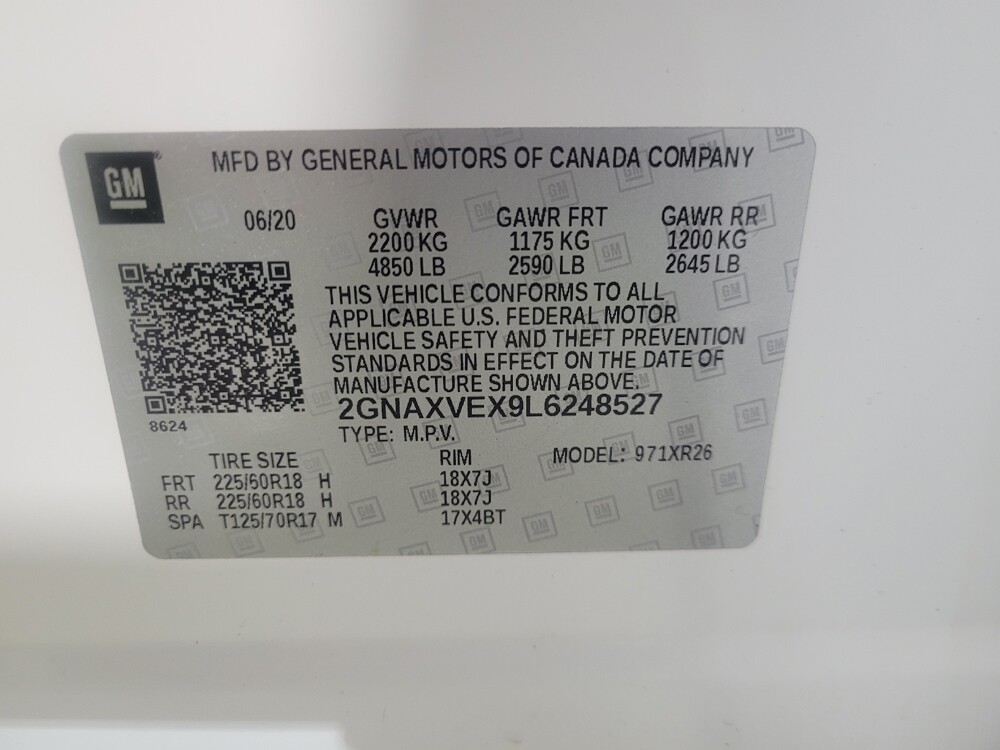 GM
MFD BY GENERAL MOTORS OF CANADA COMPANY
06/20 GVWR GAWR FRT GAWR RR
2200 KG 1175 KG 1200 KG
4850 LB 2590 LB 2645 LB
THIS VEHICLE CONFORMS TO ALL
APPLICABLE U.S. FEDERAL MOTOR
VEHICLE SAFETY AND THEFT PREVENTION
STANDARDS IN EFFECT ON THE DATE OF
MANUFACTURE SHOWN ABOVE.
2GNAXVEX9L6248527
8624
TYPE: M.P.V.
TIRE SIZE RIM MODEL: 971XR26
FRT 225/60R18 H 18X7J
RR 225/60R18 H 18X7J
SPA T125/70R17 M 17X4BT